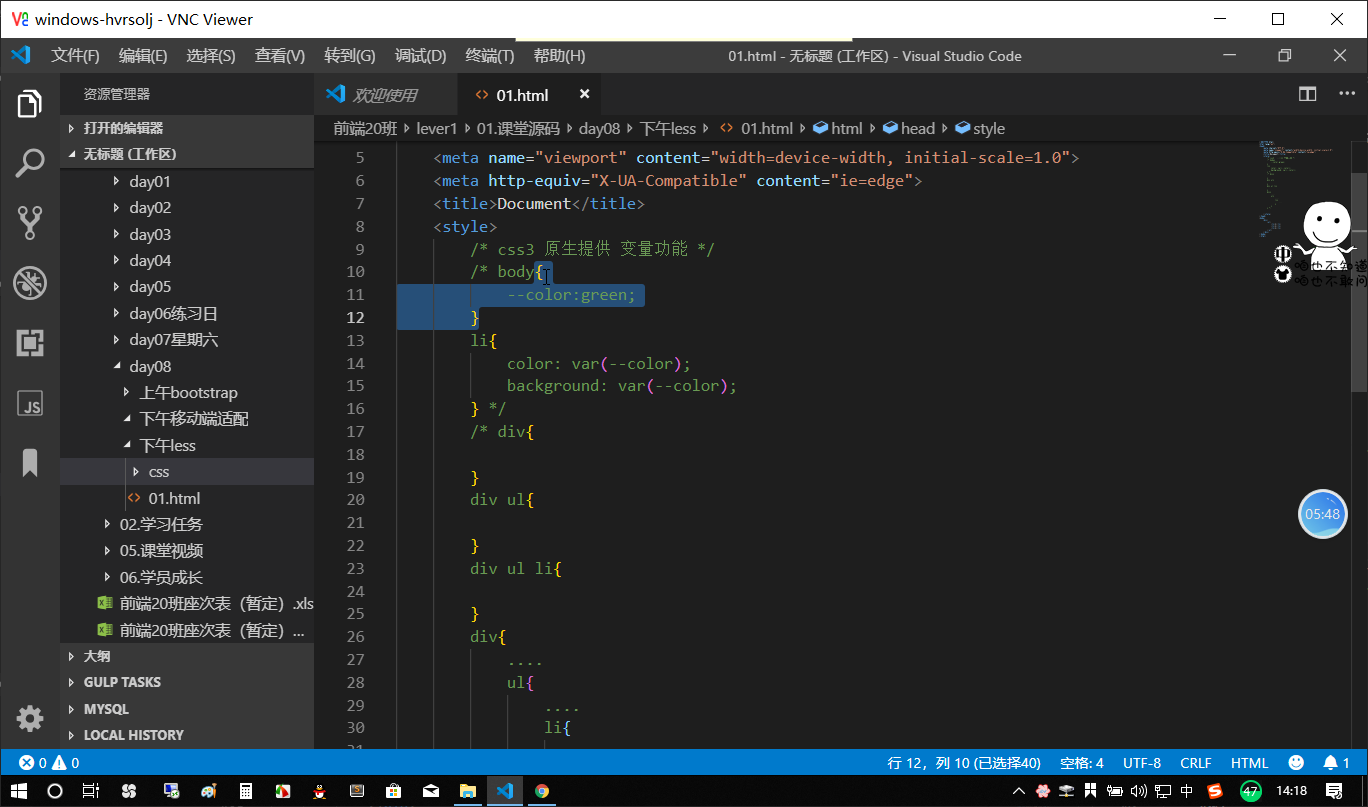 windows-hvrsolj - VNC Viewer
文件(F) 编辑(E) 选择(S) 查看(V) 转到(G) 调试(D) 终端(T) 帮助(H) 01.html - 无标题 (工作区) - Visual Studio Code
资源管理器
欢迎使用
<> 01.html
打开的编辑器
无标题 (工作区)
day01
day02
day03
day04
day05
day06练习日
day07星期六
day08
上午bootstrap
下午移动端适配
下午less
css
<> 01.html
02.学习任务
05.课堂视频
06.学员成长
前端20班座次表（暂定）.xls
前端20班座次表（暂定）...
大纲
GULP TASKS
MYSQL
LOCAL HISTORY
前端20班 lever1 01.课堂源码 day08 下午less <> 01.html html head style
5 <meta name="viewport" content="width=device-width, initial-scale=1.0">
6 <meta http-equiv="X-UA-Compatible" content="ie=edge">
7 <title>Document</title>
8 <style>
9 /* css3 原生提供 变量功能 */
10 /* body{
11 --color:green;
12 }
13 li{
14 color: var(--color);
15 background: var(--color);
16 } */
17 /* div{
18
19 }
20 div ul{
21
22 }
23 div ul li{
24
25 }
26 div{
27 ....
28 ul{
29 ....
30 li{
中
咱也不知道
咱也不敢问
05:48
0 0 行 12，列 10 (已选择40) 空格: 4 UTF-8 CRLF HTML 1
中 47 14:18